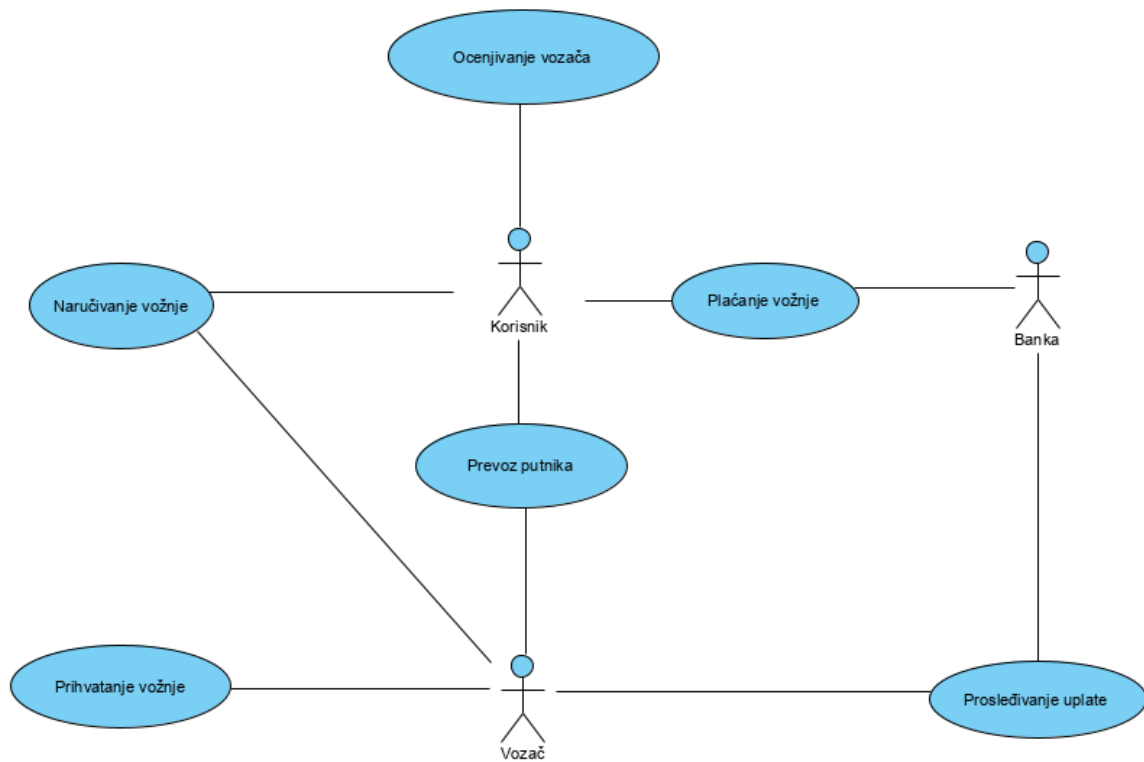 Ocenjivanje vozača
Naručivanje vožnje
Korisnik
Plaćanje vožnje
Banka
Prevoz putnika
Prihvatanje vožnje
Vozač
Prosleđivanje uplate